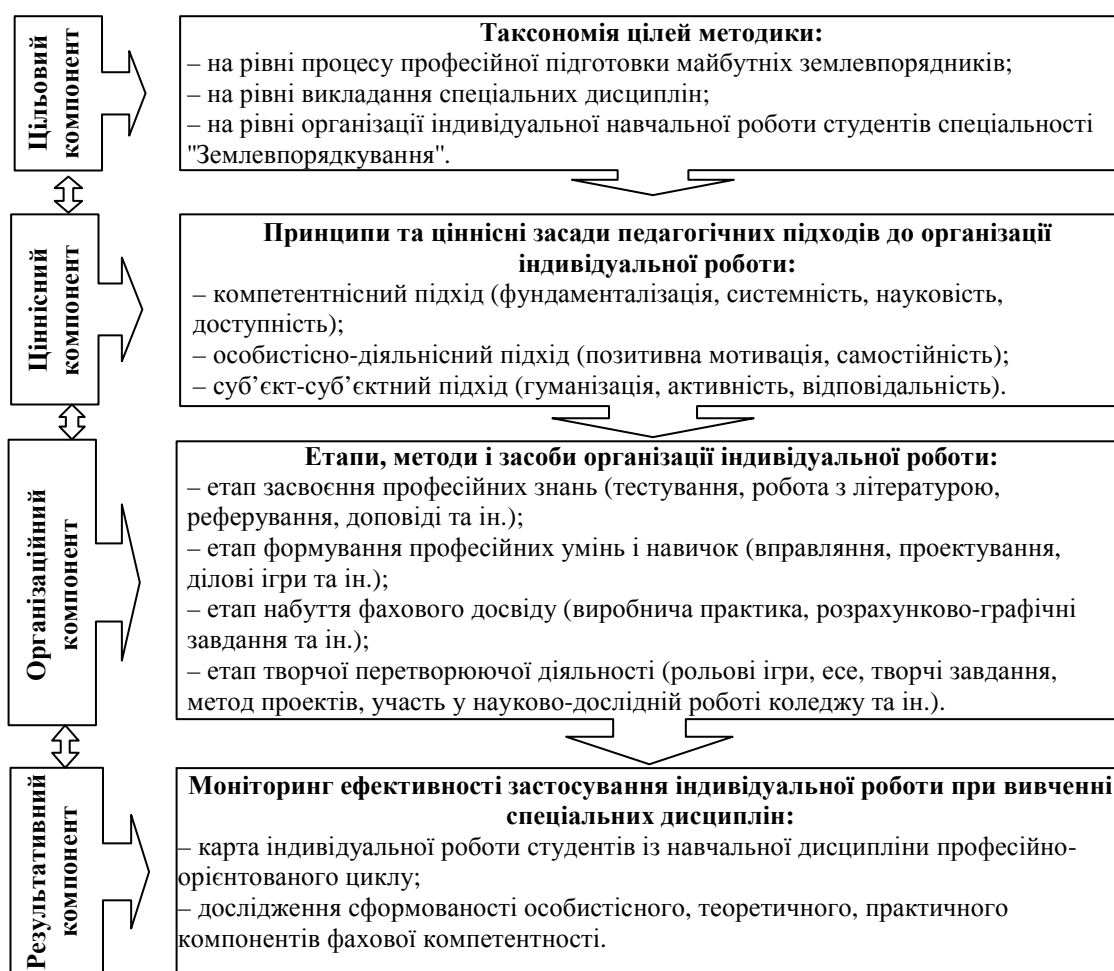 Цільовий
компонент
Таксономія цілей методики:
– на рівні процесу професійної підготовки майбутніх землевпорядників;
– на рівні викладання спеціальних дисциплін;
– на рівні організації індивідуальної навчальної роботи студентів спеціальності
"Землевпорядкування".
Ціннісний
компонент
Принципи та ціннісні засади педагогічних підходів до організації
індивідуальної роботи:
– компетентнісний підхід (фундаменталізація, системність, науковість,
доступність);
– особистісно-діяльнісний підхід (позитивна мотивація, самостійність);
– суб’єкт-суб’єктний підхід (гуманізація, активність, відповідальність).
Організаційний
компонент
Етапи, методи і засоби організації індивідуальної роботи:
– етап засвоєння професійних знань (тестування, робота з літературою,
реферування, доповіді та ін.);
– етап формування професійних умінь і навичок (вправляння, проектування,
ділові ігри та ін.);
– етап набуття фахового досвіду (виробнича практика, розрахунково-графічні
завдання та ін.);
– етап творчої перетворюючої діяльності (рольові ігри, есе, творчі завдання,
метод проектів, участь у науково-дослідній роботі коледжу та ін.).
Результативний
компонент
Моніторинг ефективності застосування індивідуальної роботи при вивченні
спеціальних дисциплін:
– карта індивідуальної роботи студентів із навчальної дисципліни професійно-
орієнтованого циклу;
– дослідження сформованості особистісного, теоретичного, практичного
компонентів фахової компетентності.